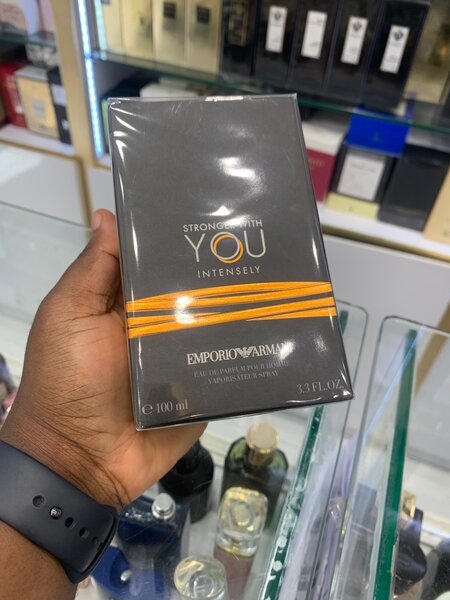 STRONGER WITH
YOU
INTENSELY
EMPORIO ARMANI
EAU DE PARFUM POUR HOMME
VAPORISATEUR SPRAY
e 100 ml
3.3 FL.OZ.